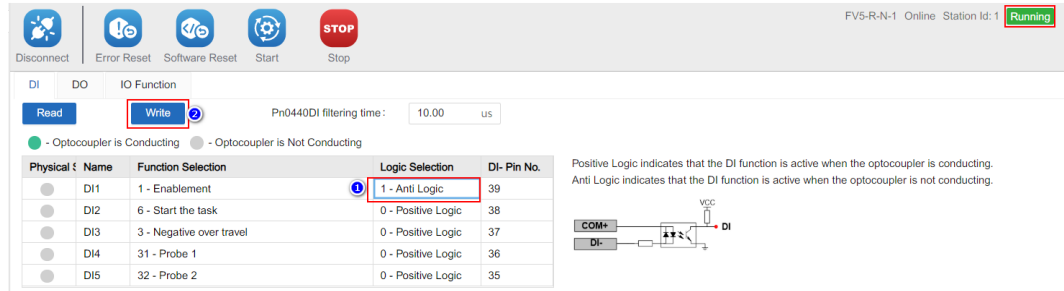 FV5-R-N-1 Online Station Id: 1 Running
STOP
Disconnect Error Reset Software Reset Start Stop
DI DO IO Function
Read Write 2 Pn0440DI filtering time: 10.00 us
- Optocoupler is Conducting - Optocoupler is Not Conducting
Physical S Name Function Selection Logic Selection DI- Pin No.
DI1 1 - Enablement 1 1 - Anti Logic 39
DI2 6 - Start the task 0 - Positive Logic 38
DI3 3 - Negative over travel 0 - Positive Logic 37
DI4 31 - Probe 1 0 - Positive Logic 36
DI5 32 - Probe 2 0 - Positive Logic 35
Positive Logic indicates that the DI function is active when the optocoupler is conducting.
Anti Logic indicates that the DI function is active when the optocoupler is not conducting.
VCC
COM+ DI
DI-